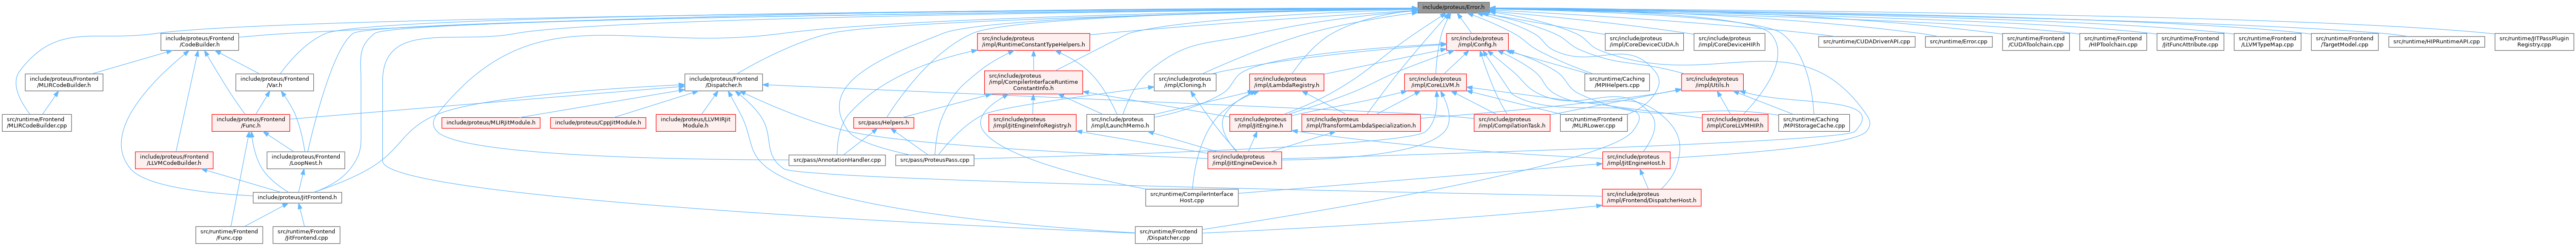 include/proteus/Error.h
include/proteus/Frontend
/CodeBuilder.h
src/include/proteus
/impl/RuntimeConstantTypeHelpers.h
src/include/proteus
/impl/Config.h
src/include/proteus
/impl/CoreDeviceCUDA.h
src/include/proteus
/impl/CoreDeviceHIP.h
src/runtime/CUDADriverAPI.cpp
src/runtime/Error.cpp
src/runtime/Frontend
/CUDAToolchain.cpp
src/runtime/Frontend
/HIPToolchain.cpp
src/runtime/Frontend
/JitFuncAttribute.cpp
src/runtime/Frontend
/LLVMTypeMap.cpp
src/runtime/Frontend
/TargetModel.cpp
src/runtime/HIPRuntimeAPI.cpp
src/runtime/JITPassPlugin
Registry.cpp
include/proteus/Frontend
/MLIRCodeBuilder.h
include/proteus/Frontend
/Var.h
include/proteus/Frontend
/Dispatcher.h
src/include/proteus
/impl/CompilerInterfaceRuntime
ConstantInfo.h
src/include/proteus
/impl/Cloning.h
src/include/proteus
/impl/LambdaRegistry.h
src/include/proteus
/impl/CoreLLVM.h
src/runtime/Caching
/MPIHelpers.cpp
src/include/proteus
/impl/Utils.h
src/runtime/Frontend
/MLIRCodeBuilder.cpp
include/proteus/Frontend
/Func.h
include/proteus/MLIRJitModule.h
include/proteus/CppJitModule.h
include/proteus/LLVMIRJit
Module.h
src/pass/Helpers.h
src/include/proteus
/impl/JitEngineInfoRegistry.h
src/include/proteus
/impl/LaunchMemo.h
src/include/proteus
/impl/JitEngine.h
src/include/proteus
/impl/TransformLambdaSpecialization.h
src/include/proteus
/impl/CompilationTask.h
src/runtime/Frontend
/MLIRLower.cpp
src/include/proteus
/impl/CoreLLVMHIP.h
src/runtime/Caching
/MPIStorageCache.cpp
include/proteus/Frontend
/LLVMCodeBuilder.h
include/proteus/Frontend
/LoopNest.h
src/pass/AnnotationHandler.cpp
src/pass/ProteusPass.cpp
src/include/proteus
/impl/JitEngineDevice.h
src/include/proteus
/impl/JitEngineHost.h
include/proteus/JitFrontend.h
src/runtime/CompilerInterface
Host.cpp
src/include/proteus
/impl/Frontend/DispatcherHost.h
src/runtime/Frontend
/Func.cpp
src/runtime/Frontend
/JitFrontend.cpp
src/runtime/Frontend
/Dispatcher.cpp